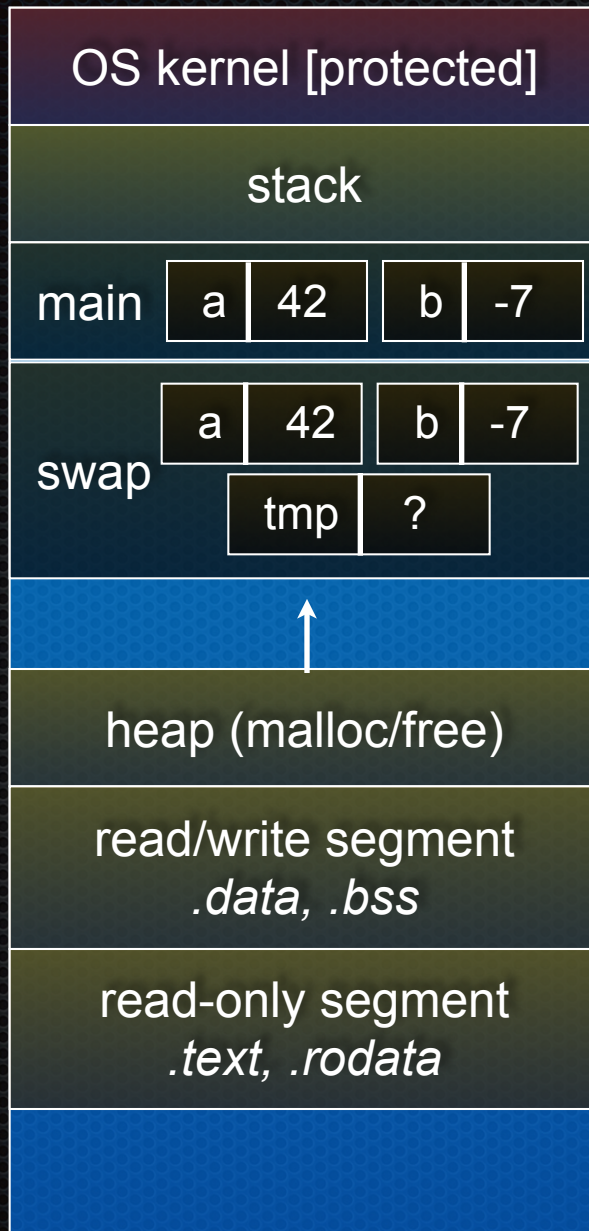 OS kernel [protected]
stack
main a 42 b -7
a 42 b -7
swap
tmp ?
heap (malloc/free)
read/write segment
.data, .bss
read-only segment
.text, .rodata